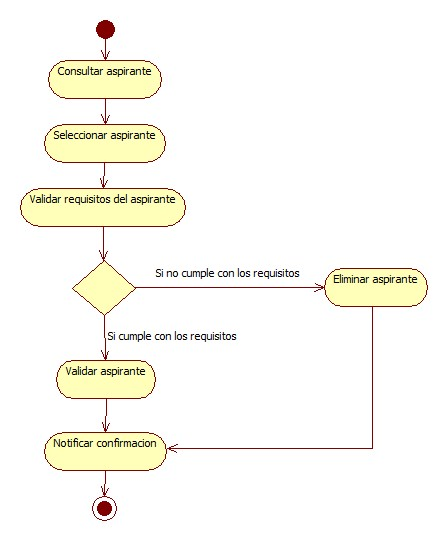 Consultar aspirante
Seleccionar aspirante
Validar requisitos del aspirante
Si no cumple con los requisitos
Eliminar aspirante
Si cumple con los requisitos
Validar aspirante
Notificar confirmacion